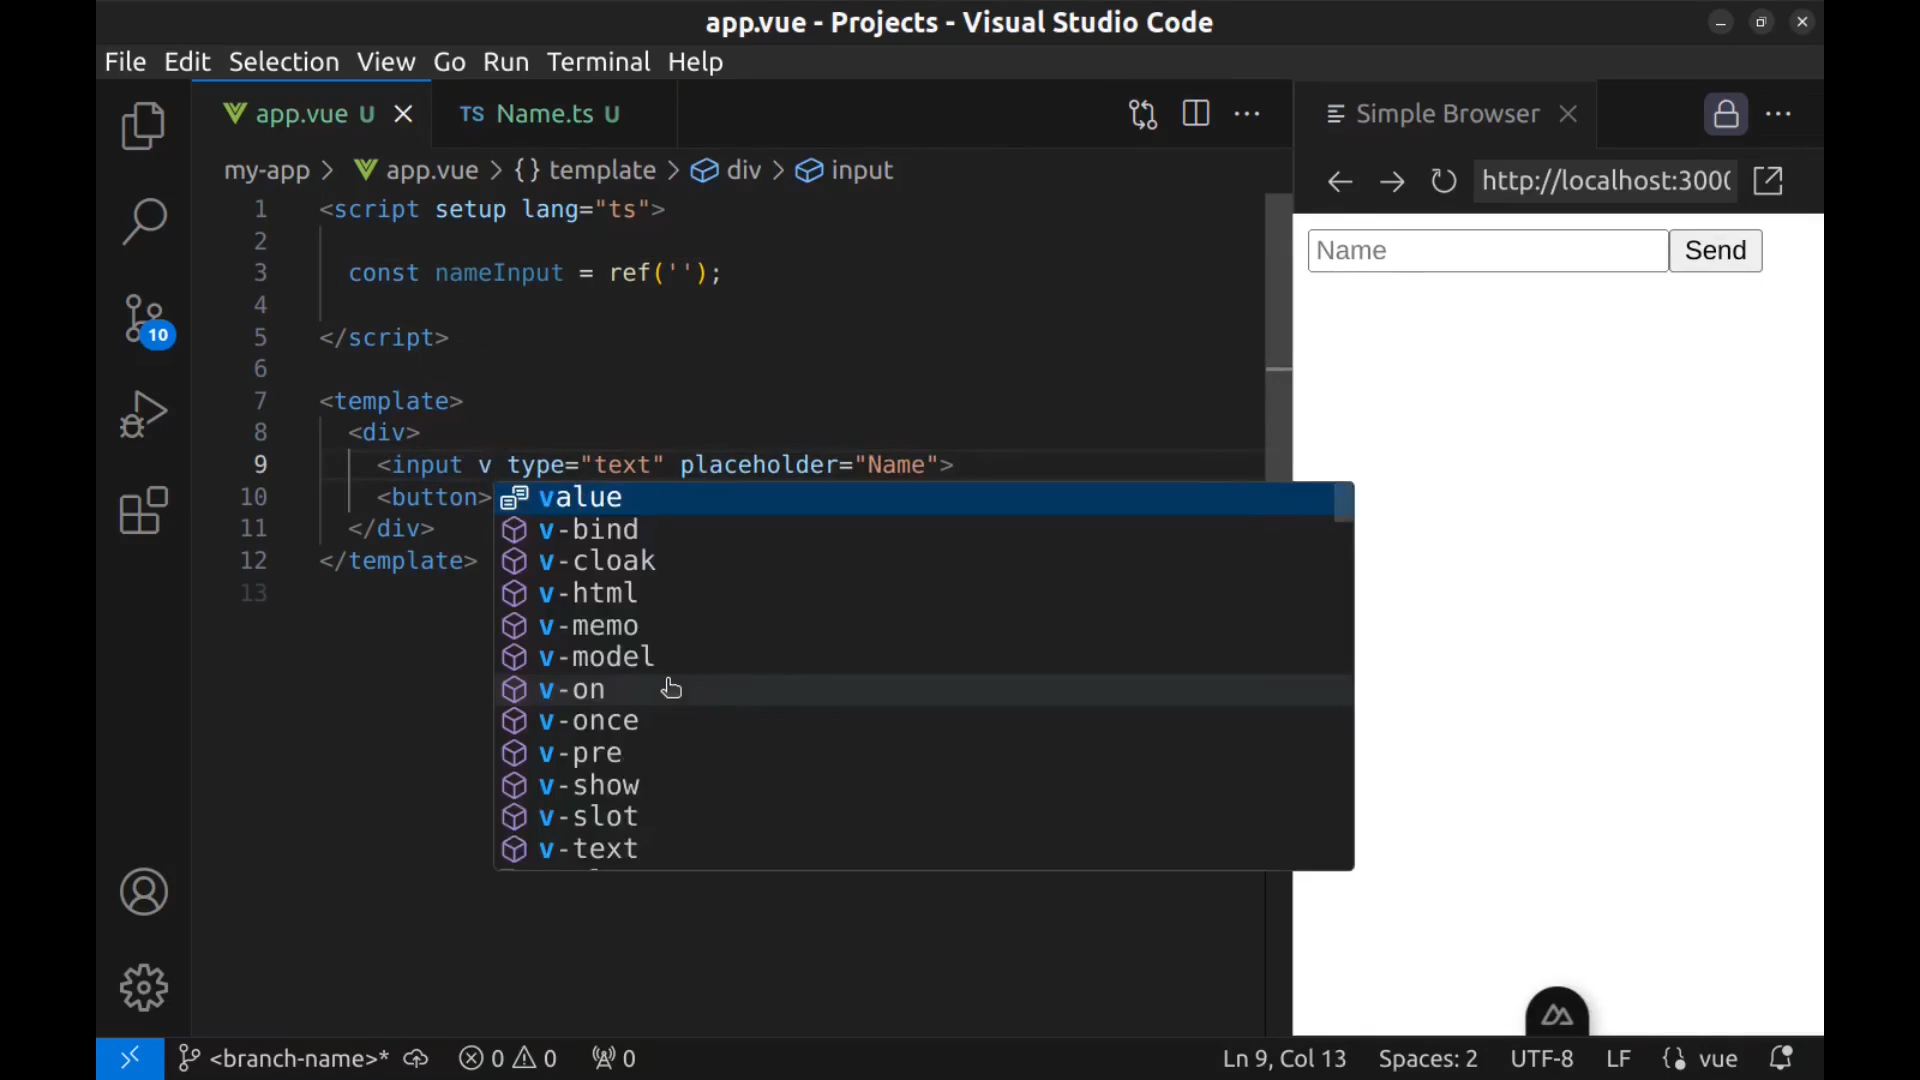 app.vue - Projects - Visual Studio Code
File Edit Selection View Go Run Terminal Help
app.vue U
TS Name.ts U
Simple Browser
my-app > app.vue > {} template > div > input
http://localhost:300
1 <script setup lang="ts">
2
3 const nameInput = ref('');
4
5 </script>
6
7 <template>
8 <div>
9 <input v type="text" placeholder="Name">
10 <button>
11 </div>
12 </template>
13
value
v-bind
v-cloak
v-html
v-memo
v-model
v-on
v-once
v-pre
v-show
v-slot
v-text
Name
Send
10
<branch-name>* 0 0 0
Ln 9, Col 13 Spaces: 2 UTF-8 LF {} vue